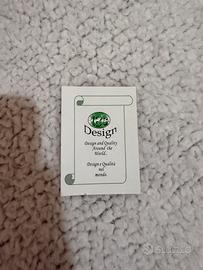 Design
Design and Quality
Around the
World...
Design e Qualità
nel
mondo.
subito